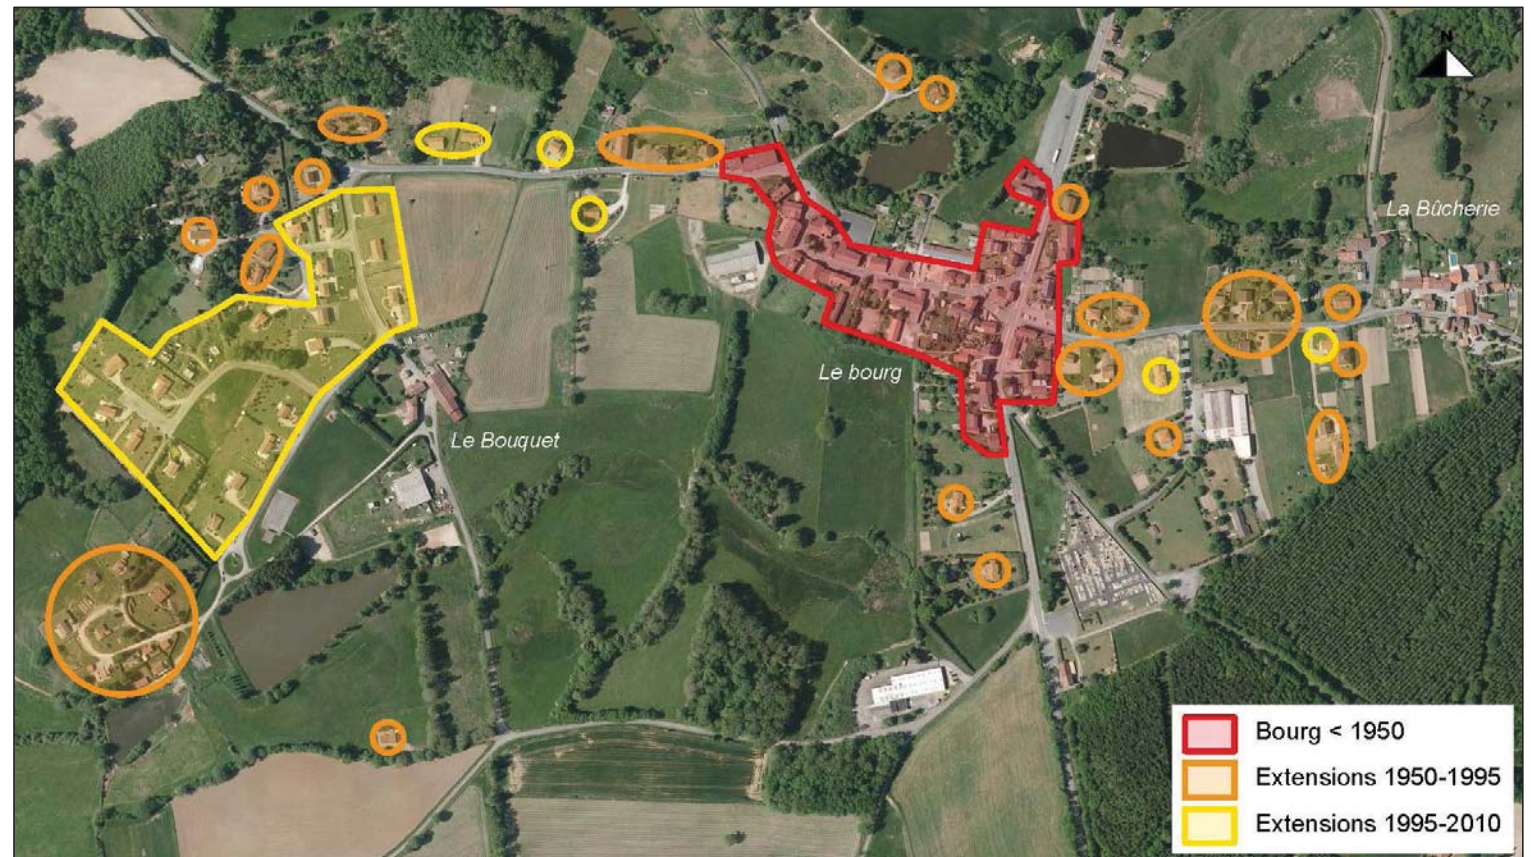 N
La Bûcherie
Le bourg
Le Bouquet
Bourg < 1950
Extensions 1950-1995
Extensions 1995-2010